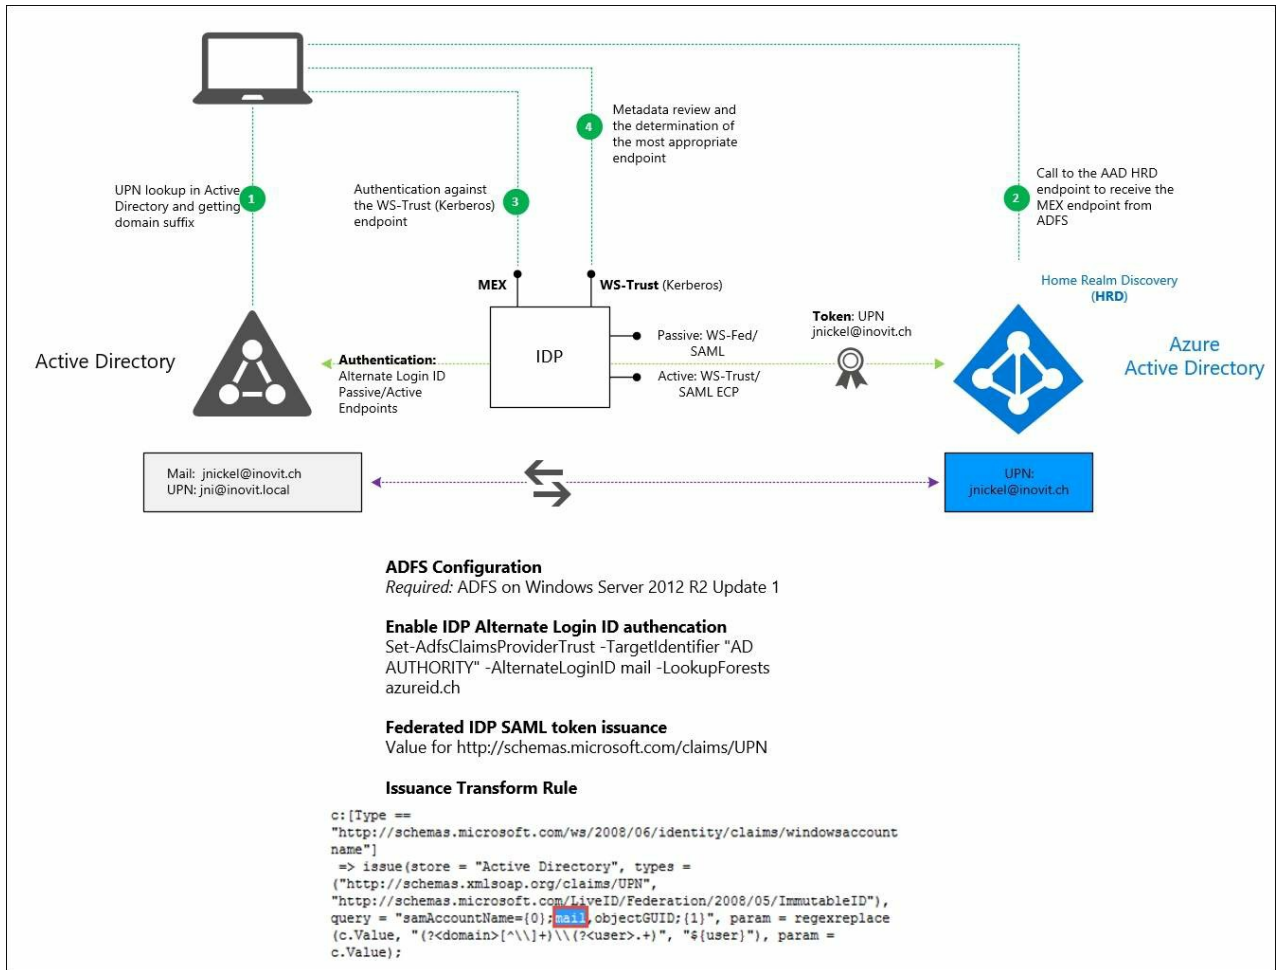 Metadata review and
the determination of
the most appropriate
endpoint
4
UPN lookup in Active
Directory and getting
domain suffix
1
Authentication against
the WS-Trust (Kerberos)
endpoint
3
2
Call to the AAD HRD
endpoint to receive the
MEX endpoint from
ADFS
MEX
WS-Trust (Kerberos)
Home Realm Discovery
(HRD)
Active Directory
Authentication:
Alternate Login ID
Passive/Active
Endpoints
IDP
Passive: WS-Fed/
SAML
Active: WS-Trust/
SAML ECP
Token: UPN
jnickel@inovit.ch
Azure
Active Directory
Mail: jnickel@inovit.ch
UPN: jni@inovit.local
UPN:
jnickel@inovit.ch
ADFS Configuration
Required: ADFS on Windows Server 2012 R2 Update 1
Enable IDP Alternate Login ID authencation
Set-AdfsClaimsProviderTrust -TargetIdentifier "AD
AUTHORITY" -AlternateLoginID mail -LookupForests
azureid.ch
Federated IDP SAML token issuance
Value for http://schemas.microsoft.com/claims/UPN
Issuance Transform Rule
c:[Type ==
"http://schemas.microsoft.com/ws/2008/06/identity/claims/windowsaccount
name"]
=> issue(store = "Active Directory", types =
("http://schemas.xmlsoap.org/claims/UPN",
"http://schemas.microsoft.com/LiveID/Federation/2008/05/ImmutableID"),
query = "samAccountName={0};mail,objectGUID;{1}", param = regexreplace
(c.Value, "(?<domain>[^\\]+)\\(?<user>.+)", "${user}"), param =
c.Value);